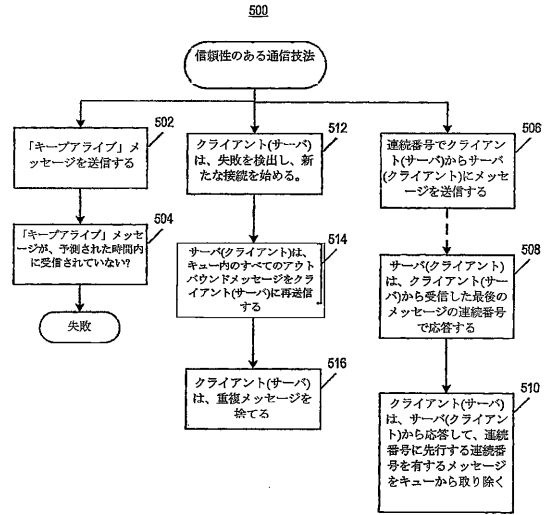 500
信頼性のある通信技法
502
「キープアライブ」メ
ッセージを送信する
504
「キープアライブ」メッセ
ージが、予測された時間内
に受信されていない?
失敗
512
クライアント(サーバ)
は、失敗を検出し、新
たな接続を始める。
514
サーバ(クライアント)は、
キュー内のすべてのアウト
バウンドメッセージをクラ
イアント(サーバ)に再送信
する
516
クライアント(サーバ)
は、重複メッセージを
捨てる
506
連続番号でクライアン
ト(サーバ)からサーバ
(クライアント)にメッセ
ージを送信する
508
サーバ(クライアント)
は、クライアント(サー
バ)から受信した最後の
メッセージの連続番号
で応答する
510
クライアント(サーバ)
は、サーバ(クライアン
ト)から応答して、連続
番号に先行する連続番
号を有するメッセージ
をキューから取り除く